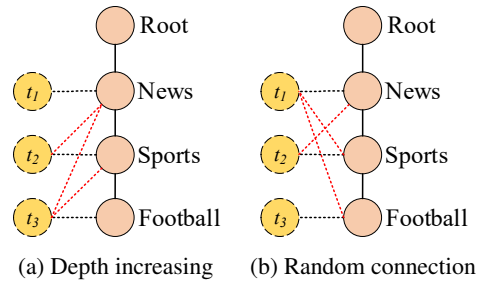 Root Root
t1 News t1 News
t2 Sports t2 Sports
t3 Football t3 Football
(a) Depth increasing (b) Random connection